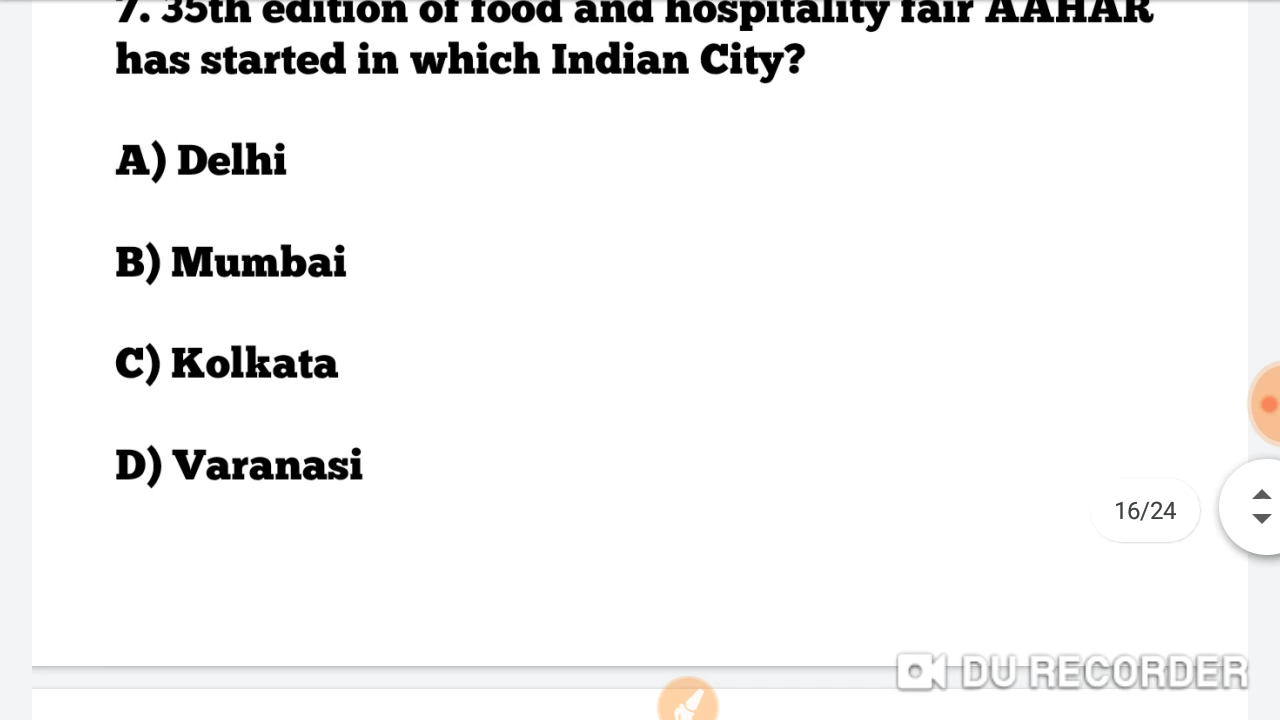 7. 35th edition of food and hospitality fair AAHAR
has started in which Indian City?
A) Delhi
B) Mumbai
C) Kolkata
D) Varanasi
16/24
DU RECORDER